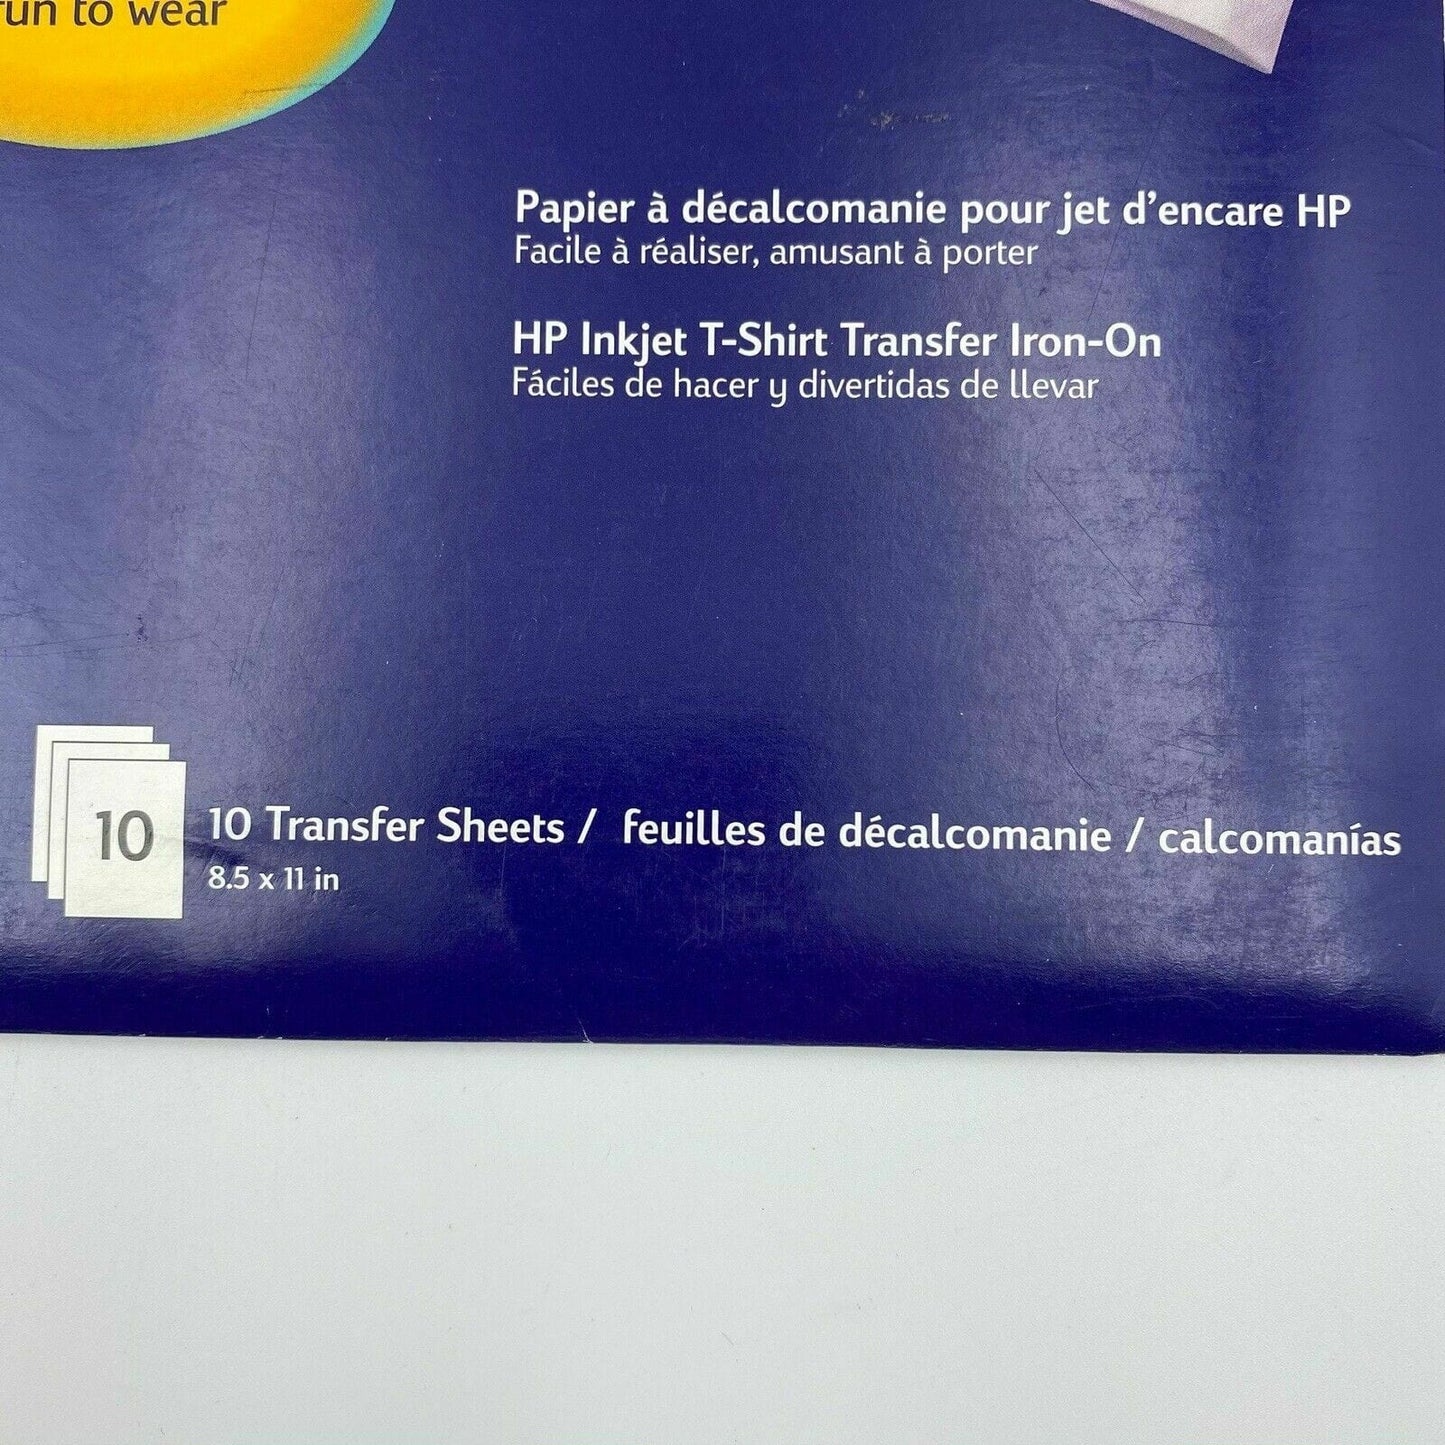 fun to wear
Papier à décalcomanie pour jet d'encare HP
Facile à réaliser, amusant à porter
HP Inkjet T-Shirt Transfer Iron-On
Fáciles de hacer y divertidas de llevar
10
10 Transfer Sheets / feuilles de décalcomanie / calcomanías
8.5 x 11 in